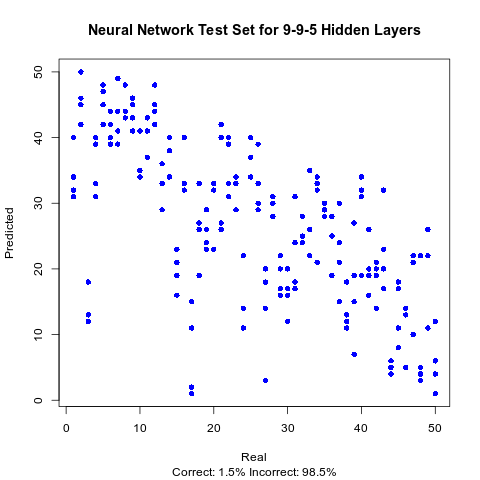 Neural Network Test Set for 9-9-5 Hidden Layers
Predicted
50
40
30
20
10
0
0 10 20 30 40 50
Real
Correct: 1.5% Incorrect: 98.5%